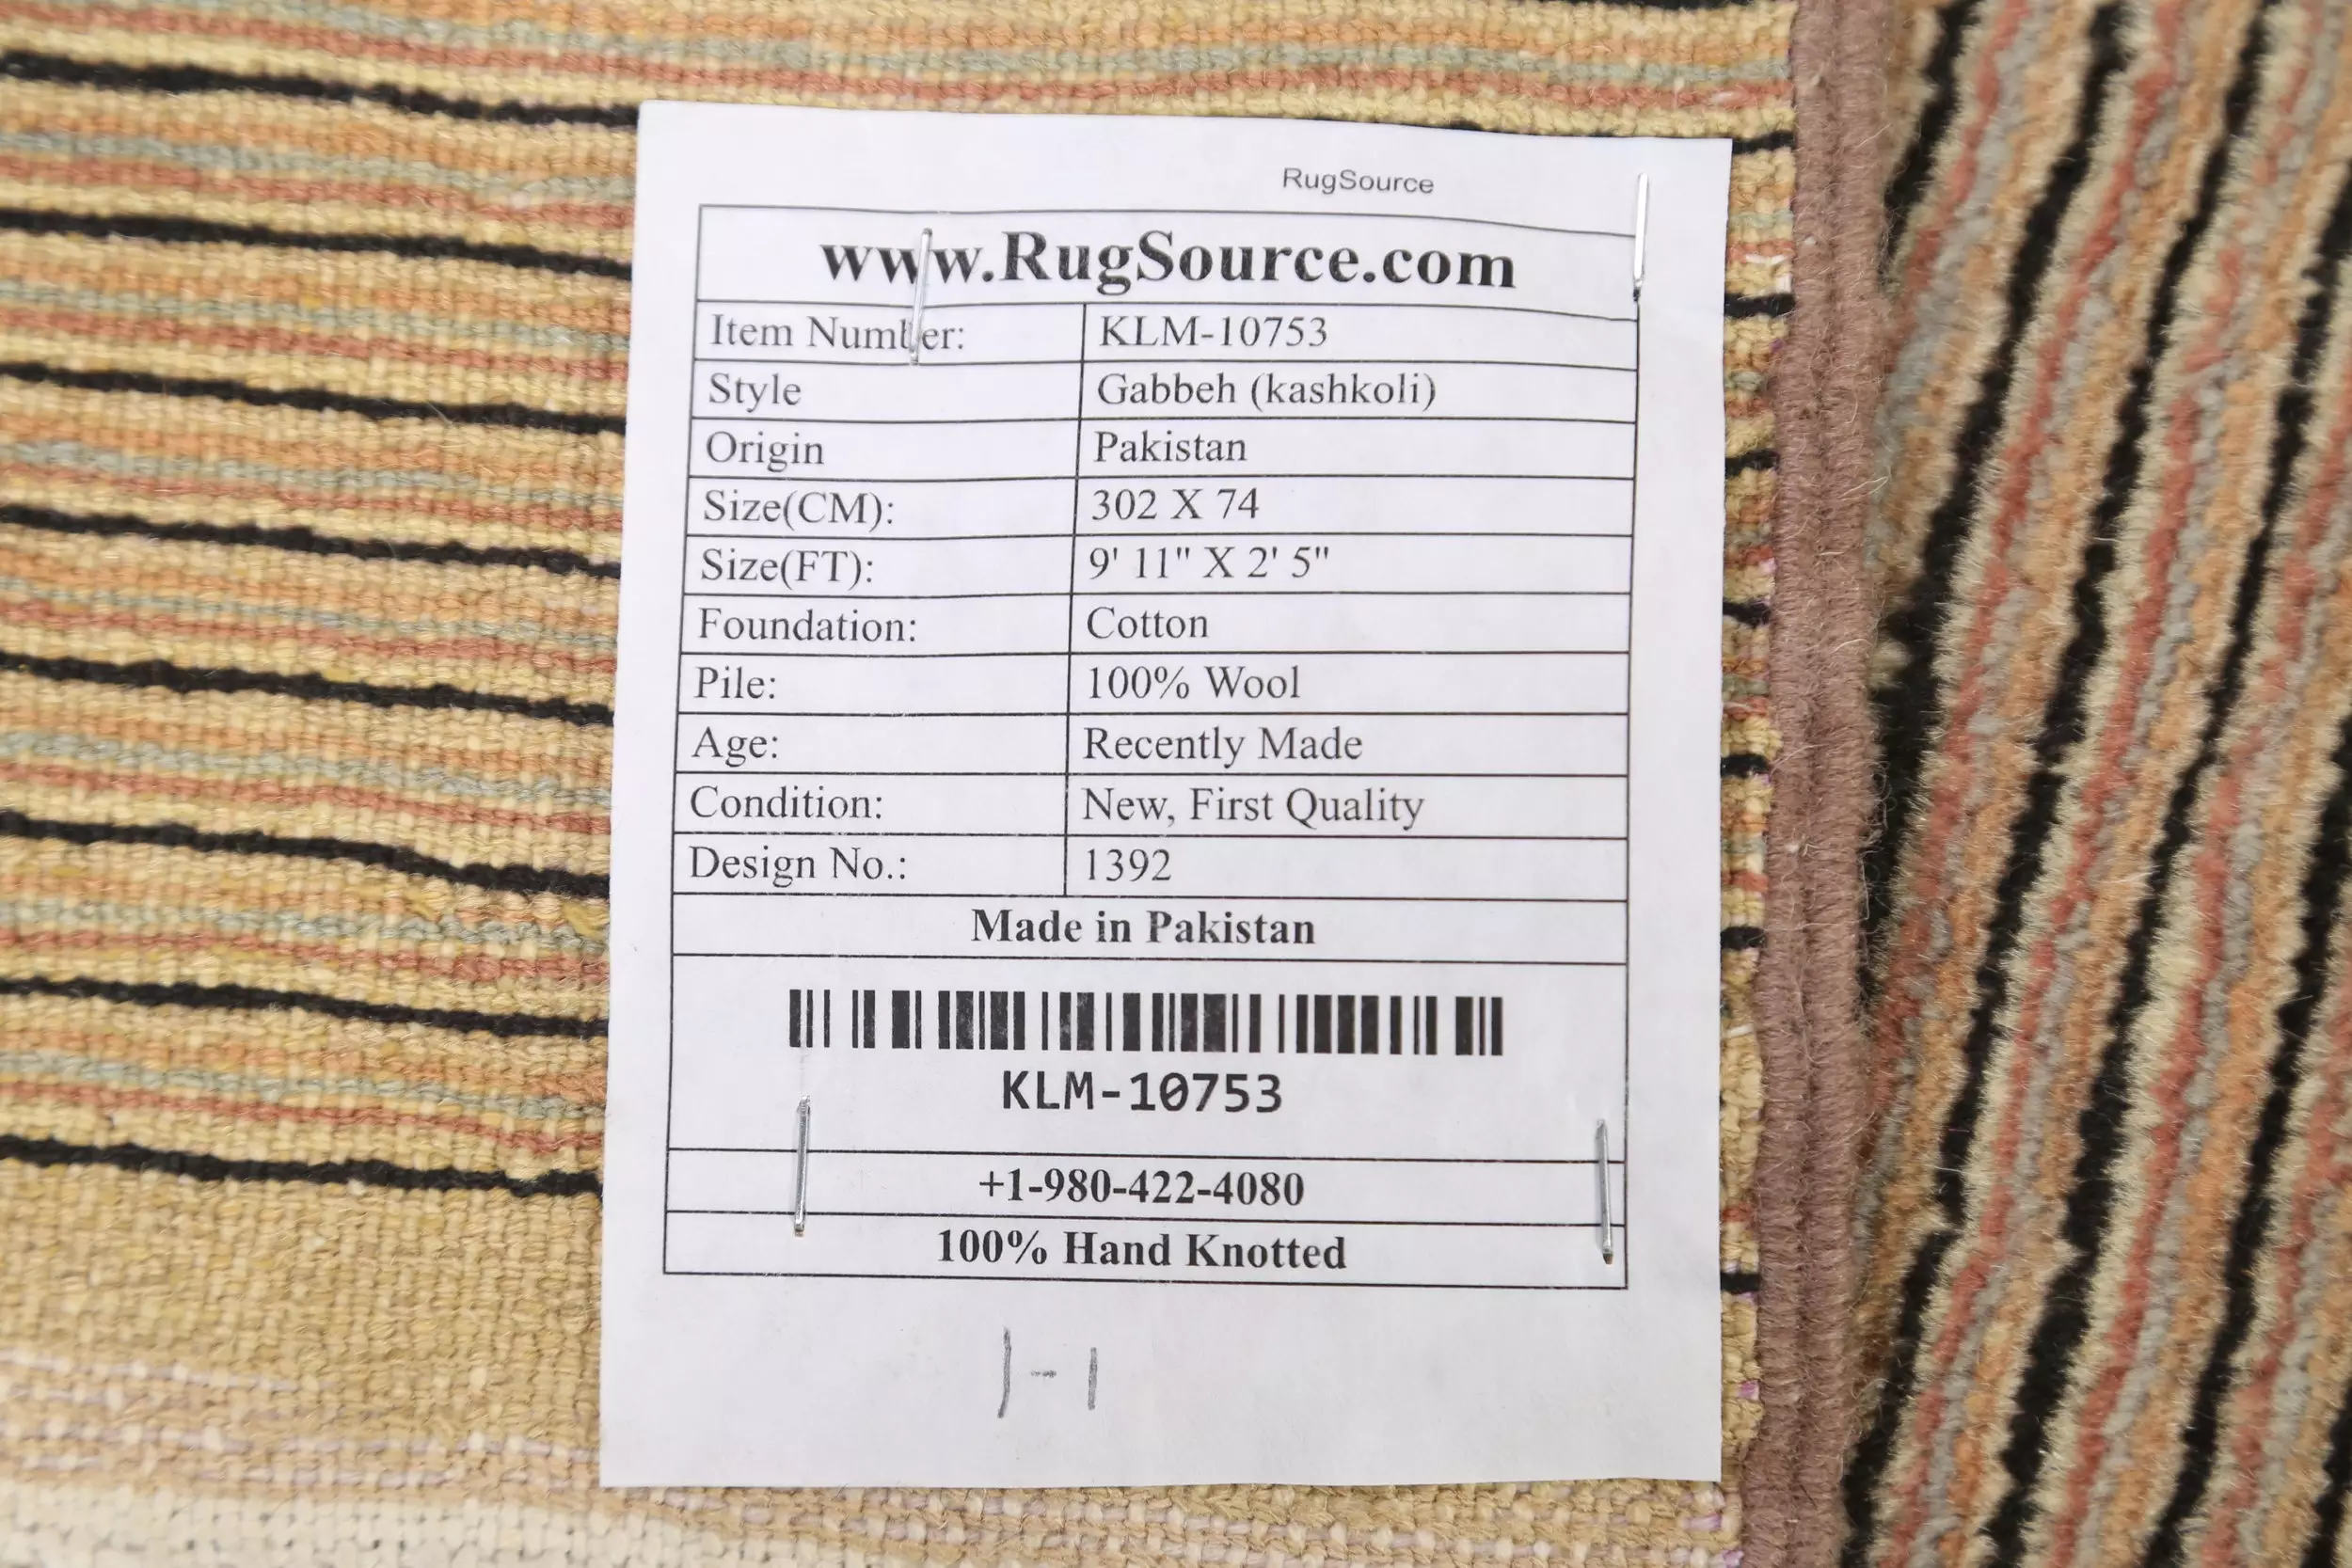 RugSource
www.RugSource.com
Item Number: KLM-10753
Style Gabbeh (kashkoli)
Origin Pakistan
Size(CM): 302 X 74
Size(FT): 9' 11" X 2' 5"
Foundation: Cotton
Pile: 100% Wool
Age: Recently Made
Condition: New, First Quality
Design No.: 1392
Made in Pakistan
KLM-10753
+1-980-422-4080
100% Hand Knotted
1-1